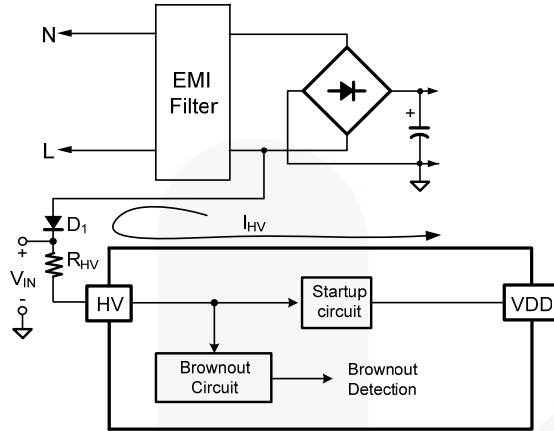 N
EMI
Filter
+
L
D1
IHV
+
RHV
VIN
-
HV
Startup
circuit
VDD
Brownout
Circuit
Brownout
Detection